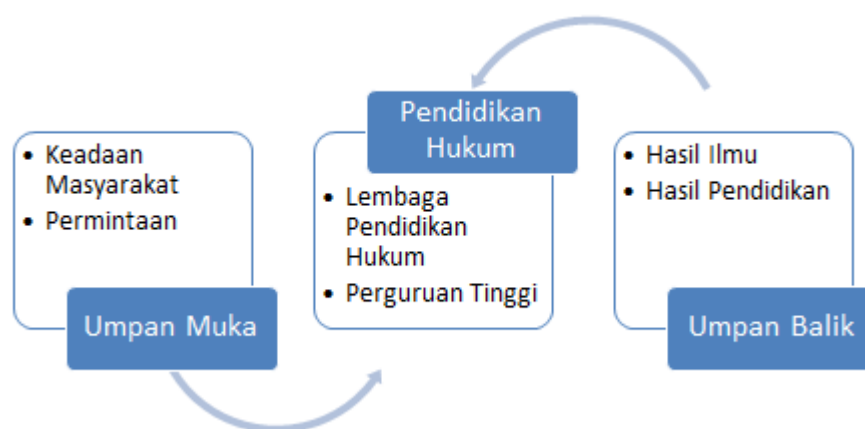 • Keadaan
Masyarakat
• Permintaan
Umpan Muka
Pendidikan
Hukum
• Lembaga
Pendidikan
Hukum
• Perguruan Tinggi
• Hasil Ilmu
• Hasil Pendidikan
Umpan Balik